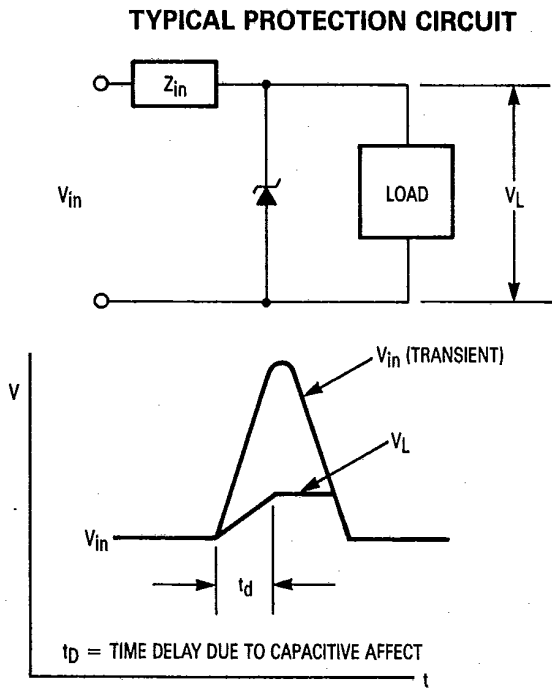 TYPICAL PROTECTION CIRCUIT
Zin
Vin
LOAD
VL
V
Vin (TRANSIENT)
VL
Vin
td
tD = TIME DELAY DUE TO CAPACITIVE AFFECT
t